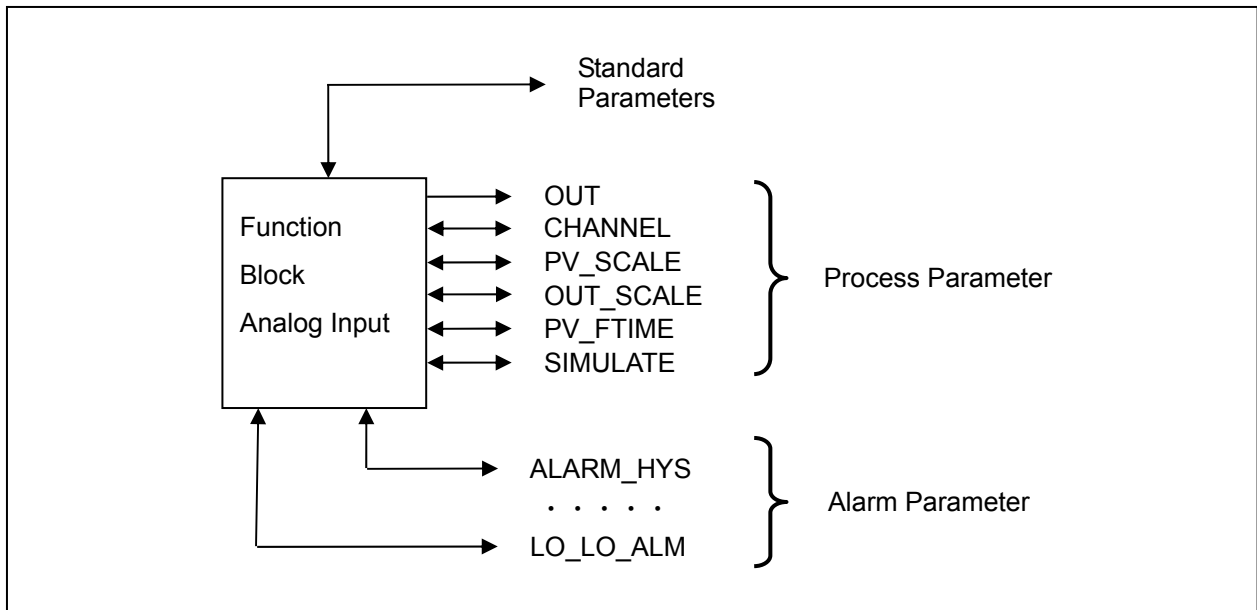 Standard
Parameters
Function
Block
Analog Input
OUT
CHANNEL
PV_SCALE
OUT_SCALE
PV_FTIME
SIMULATE
Process Parameter
ALARM_HYS
. . . . .
LO_LO_ALM
Alarm Parameter